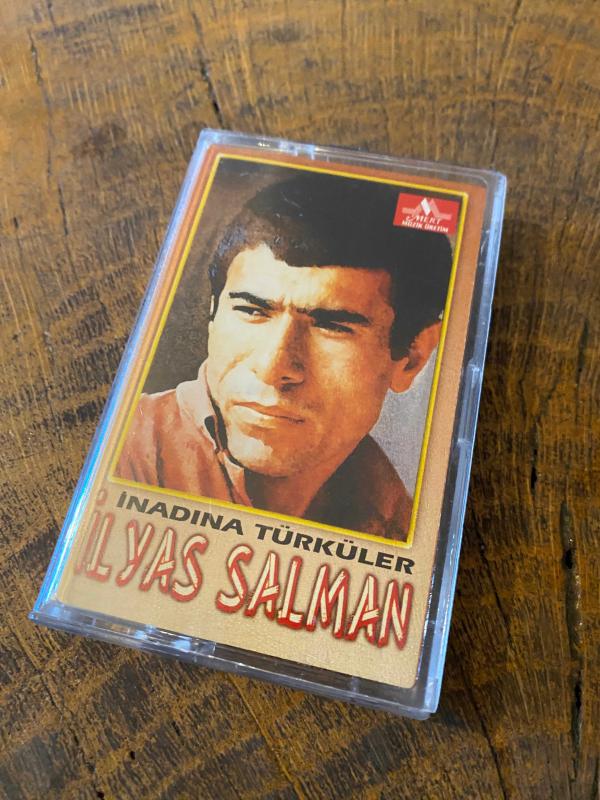 MERT
MÜZİK ÜRETİM
İNADINA TÜRKÜLER
İLYAS SALMAN